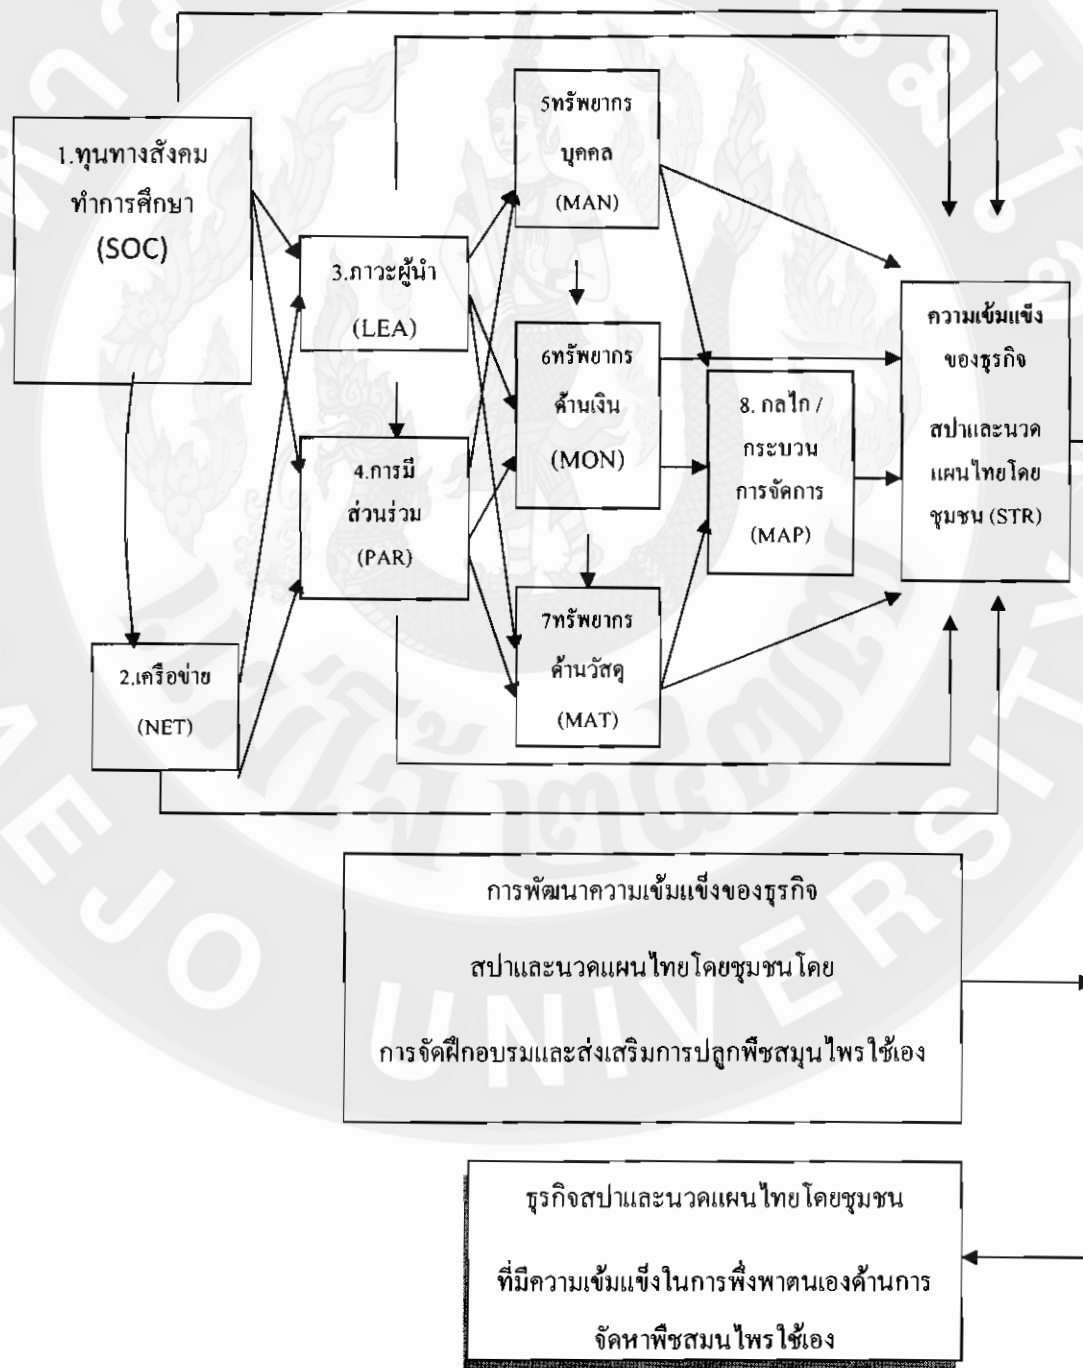 1.ทุนทางสังคม
ทำการศึกษา
(SOC)
2.เครือข่าย
(NET)
3.ภาวะผู้นำ
(LEA)
4.การมี
ส่วนร่วม
(PAR)
5ทรัพยากร
บุคคล
(MAN)
6ทรัพยากร
ด้านเงิน
(MON)
7ทรัพยากร
ด้านวัสดุ
(MAT)
8. กลไก /
กระบวน
การจัดการ
(MAP)
ความเข้มแข็ง
ของธุรกิจ
สปาและนวด
แผนไทยโดย
ชุมชน (STR)
การพัฒนาความเข้มแข็งของธุรกิจ
สปาและนวดแผนไทยโดยชุมชนโดย
การจัดฝึกอบรมและส่งเสริมการปลูกพืชสมุนไพรใช้เอง
ธุรกิจสปาและนวดแผนไทยโดยชุมชน
ที่มีความเข้มแข็งในการพึ่งพาตนเองด้านการ
จัดหาพืชสมนไพรใช้เอง
แม่โจ้ ๒๔๗๗
MAEJO UNIVERSITY